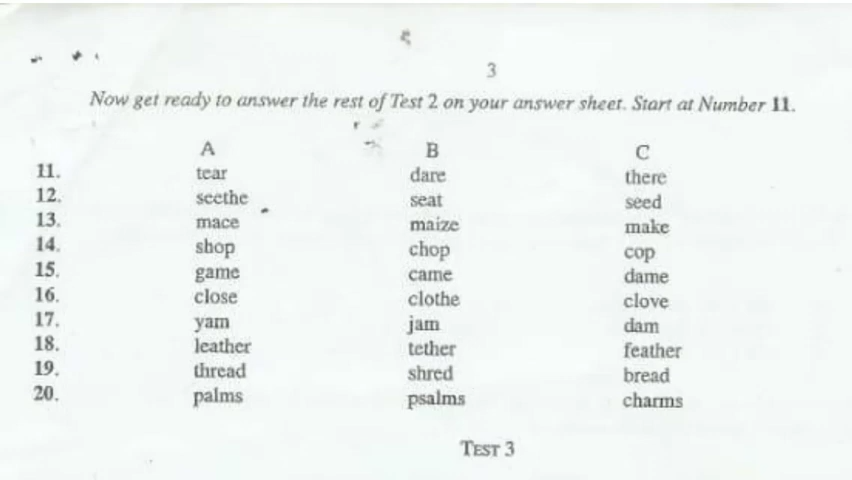 3
Now get ready to answer the rest of Test 2 on your answer sheet. Start at Number 11.
A B C
11. tear dare there
12. seethe seat seed
13. mace maize make
14. shop chop cop
15. game came dame
16. close clothe clove
17. yam jam dam
18. leather tether feather
19. thread shred bread
20. palms psalms charms
TEST 3